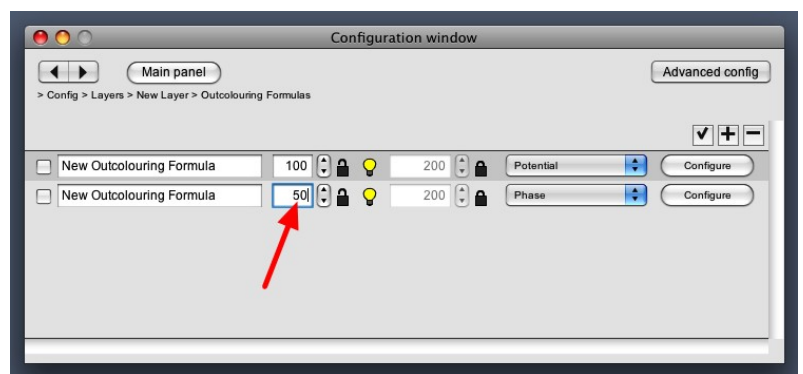 Configuration window
Main panel
Advanced config
> Config > Layers > New Layer > Outcolouring Formulas
New Outcolouring Formula 100 200 Potential Configure
New Outcolouring Formula 50 200 Phase Configure